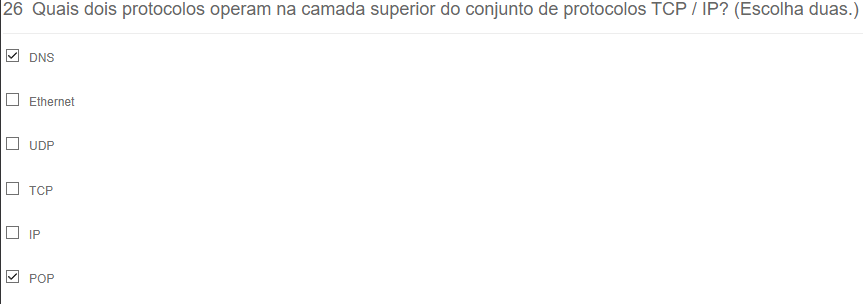 26 Quais dois protocolos operam na camada superior do conjunto de protocolos TCP / IP? (Escolha duas.)
DNS
Ethernet
UDP
TCP
IP
POP